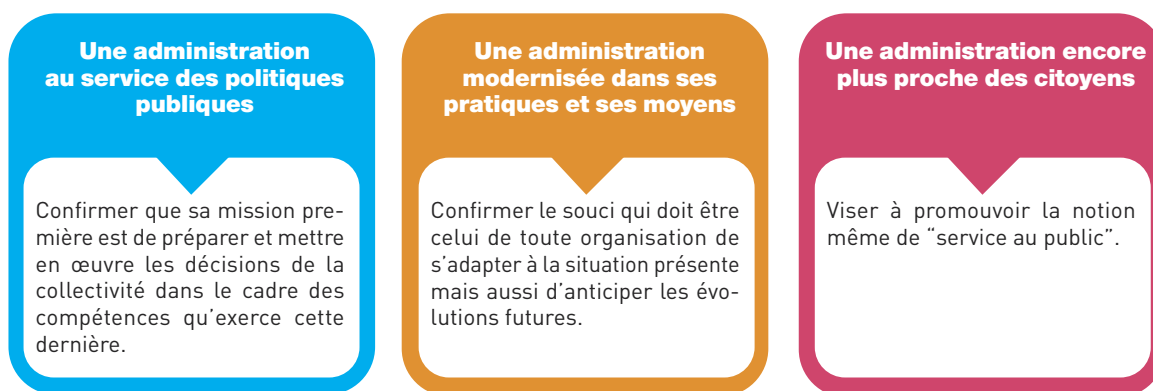 Une administration
au service des politiques
publiques
Confirmer que sa mission pre-
mière est de préparer et mettre
en œuvre les décisions de la
collectivité dans le cadre des
compétences qu’exerce cette
dernière.
Une administration
modernisée dans ses
pratiques et ses moyens
Confirmer le souci qui doit être
celui de toute organisation de
s’adapter à la situation présente
mais aussi d’anticiper les évo-
lutions futures.
Une administration encore
plus proche des citoyens
Viser à promouvoir la notion
même de “service au public”.